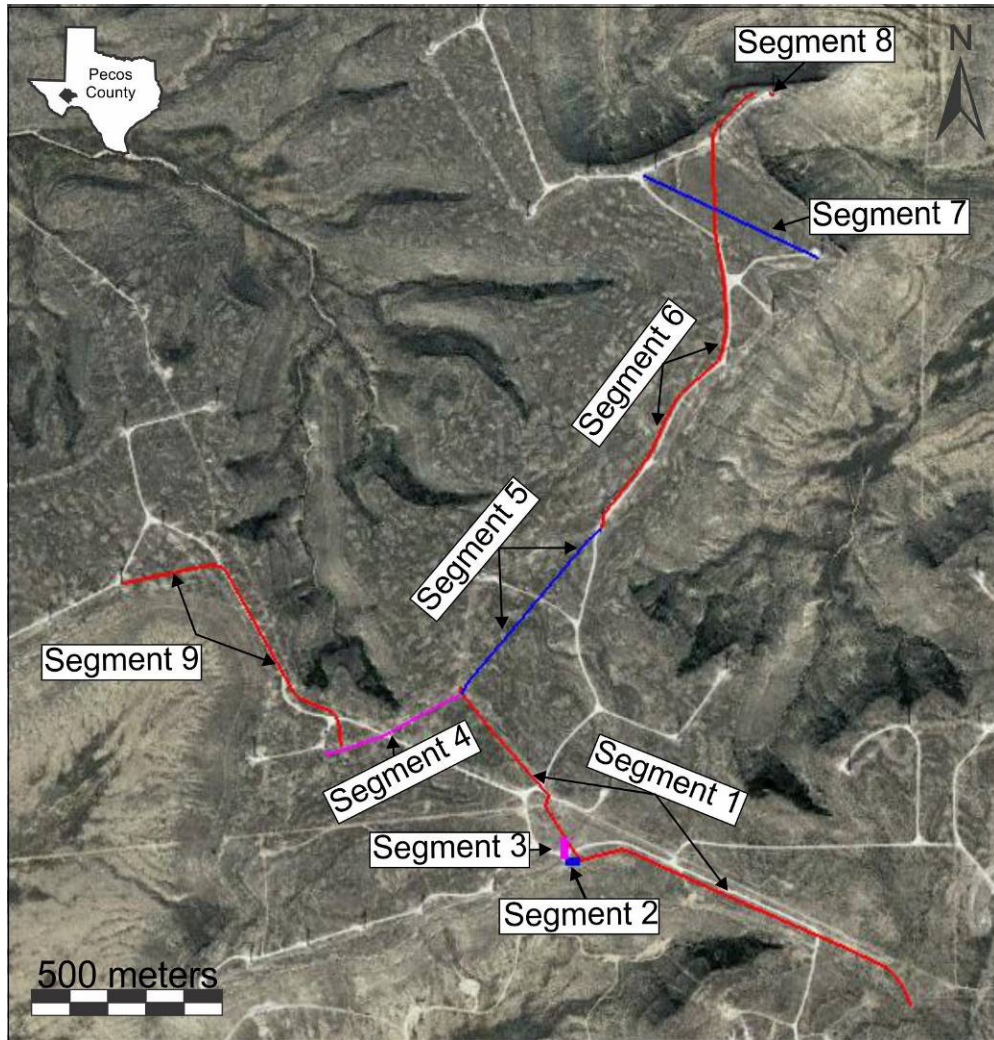 Segment 8
N
Pecos
County
Segment 7
Segment 6
Segment 5
Segment 9
Segment 4
Segment 1
Segment 3
Segment 2
500 meters